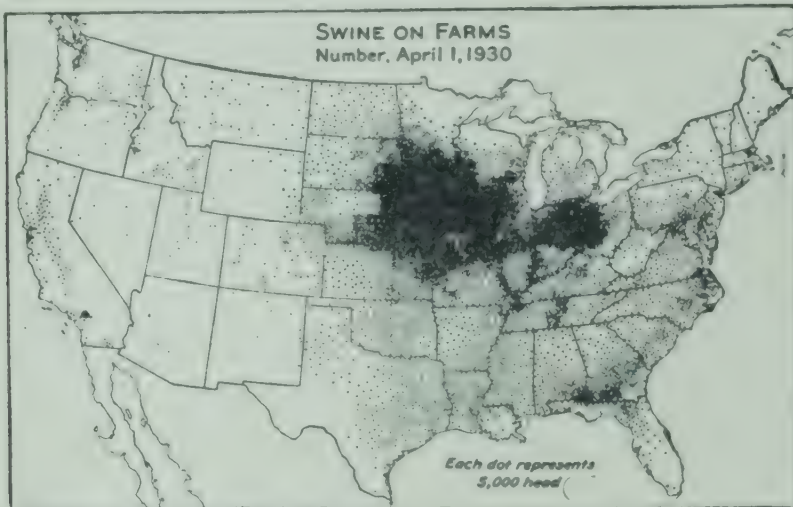 SWINE ON FARMS
Number, April 1, 1930
Each dot represents
5,000 head